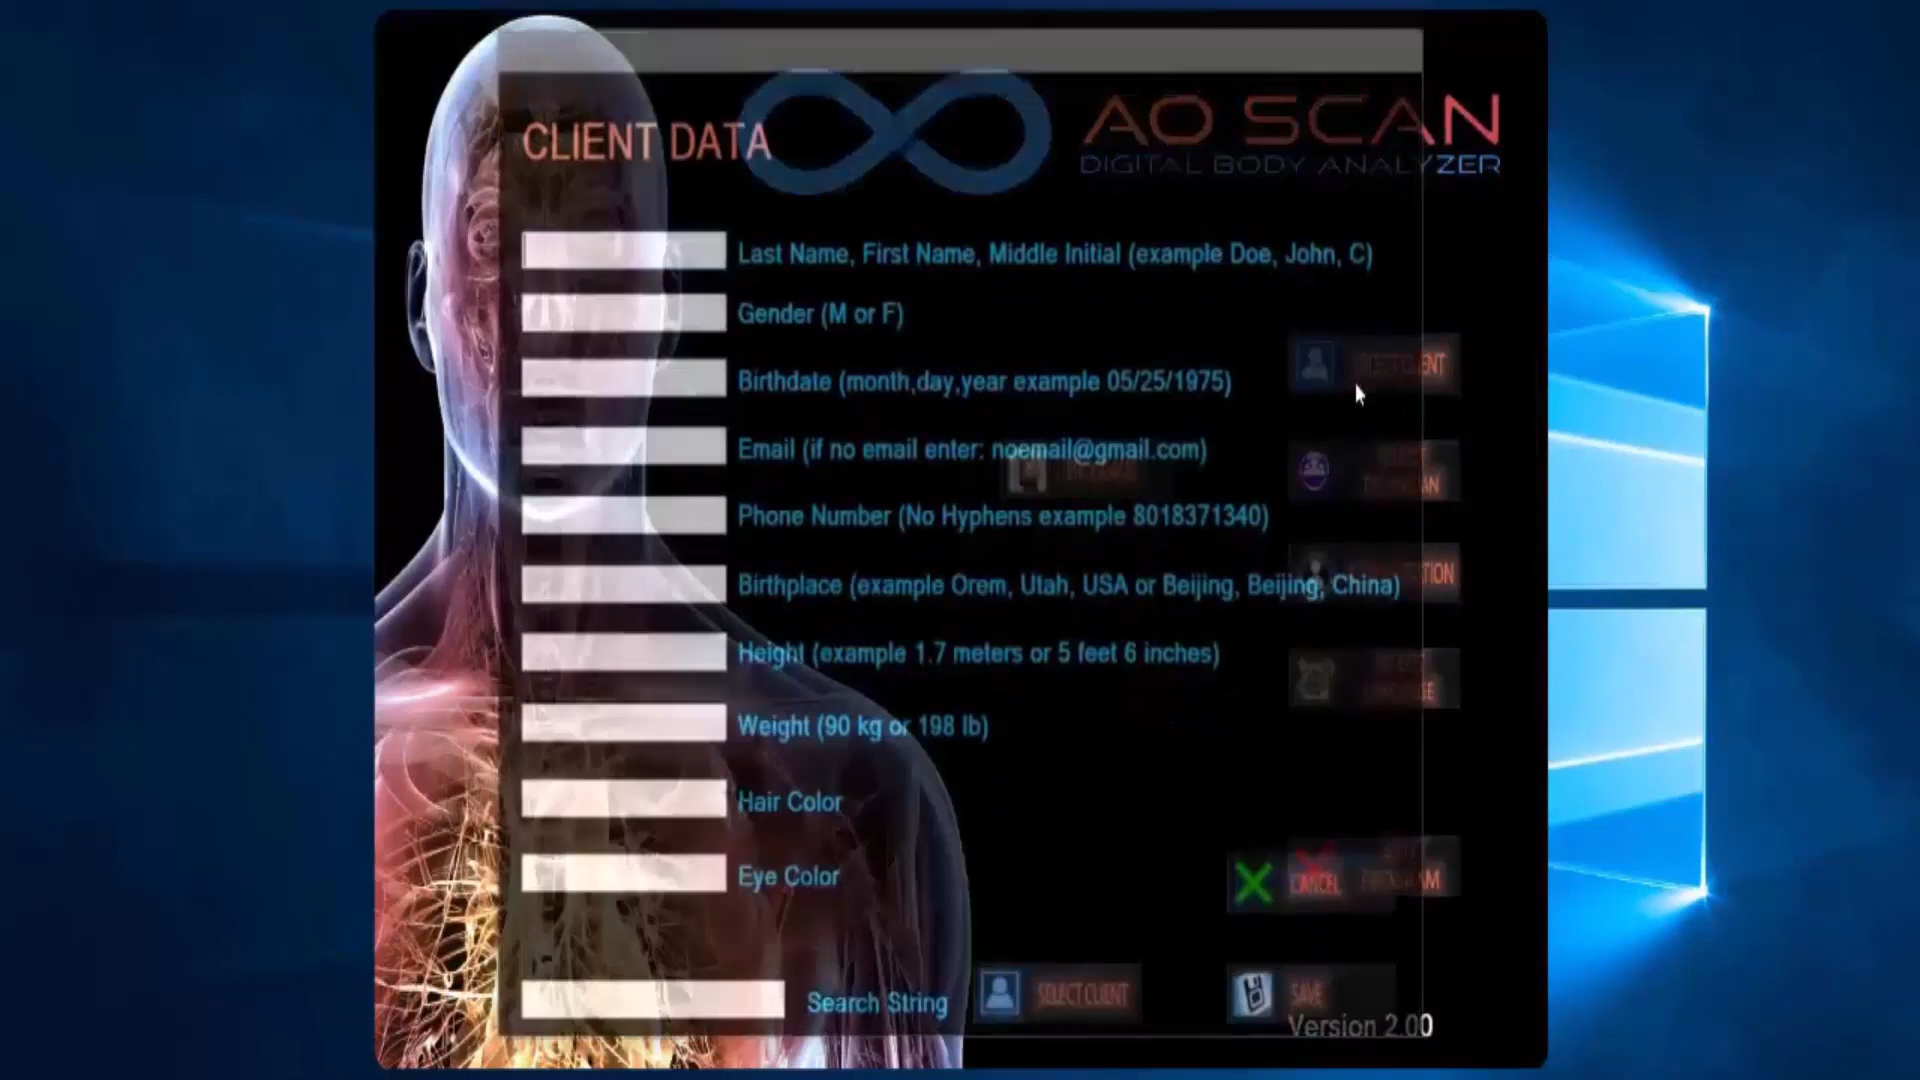 AO SCAN
DIGITAL BODY ANALYZER
CLIENT DATA
Last Name, First Name, Middle Initial (example Doe, John, C)
Gender (M or F)
Birthdate (month,day,year example 05/25/1975)
Email (if no email enter: noemail@gmail.com)
Phone Number (No Hyphens example 8018371340)
Birthplace (example Orem, Utah, USA or Beijing, Beijing, China)
Height (example 1.7 meters or 5 feet 6 inches)
Weight (90 kg or 198 lb)
Hair Color
Eye Color
CANCEL
PROGRAM
Search String
SELECT CLIENT
SAVE
Version 2.00